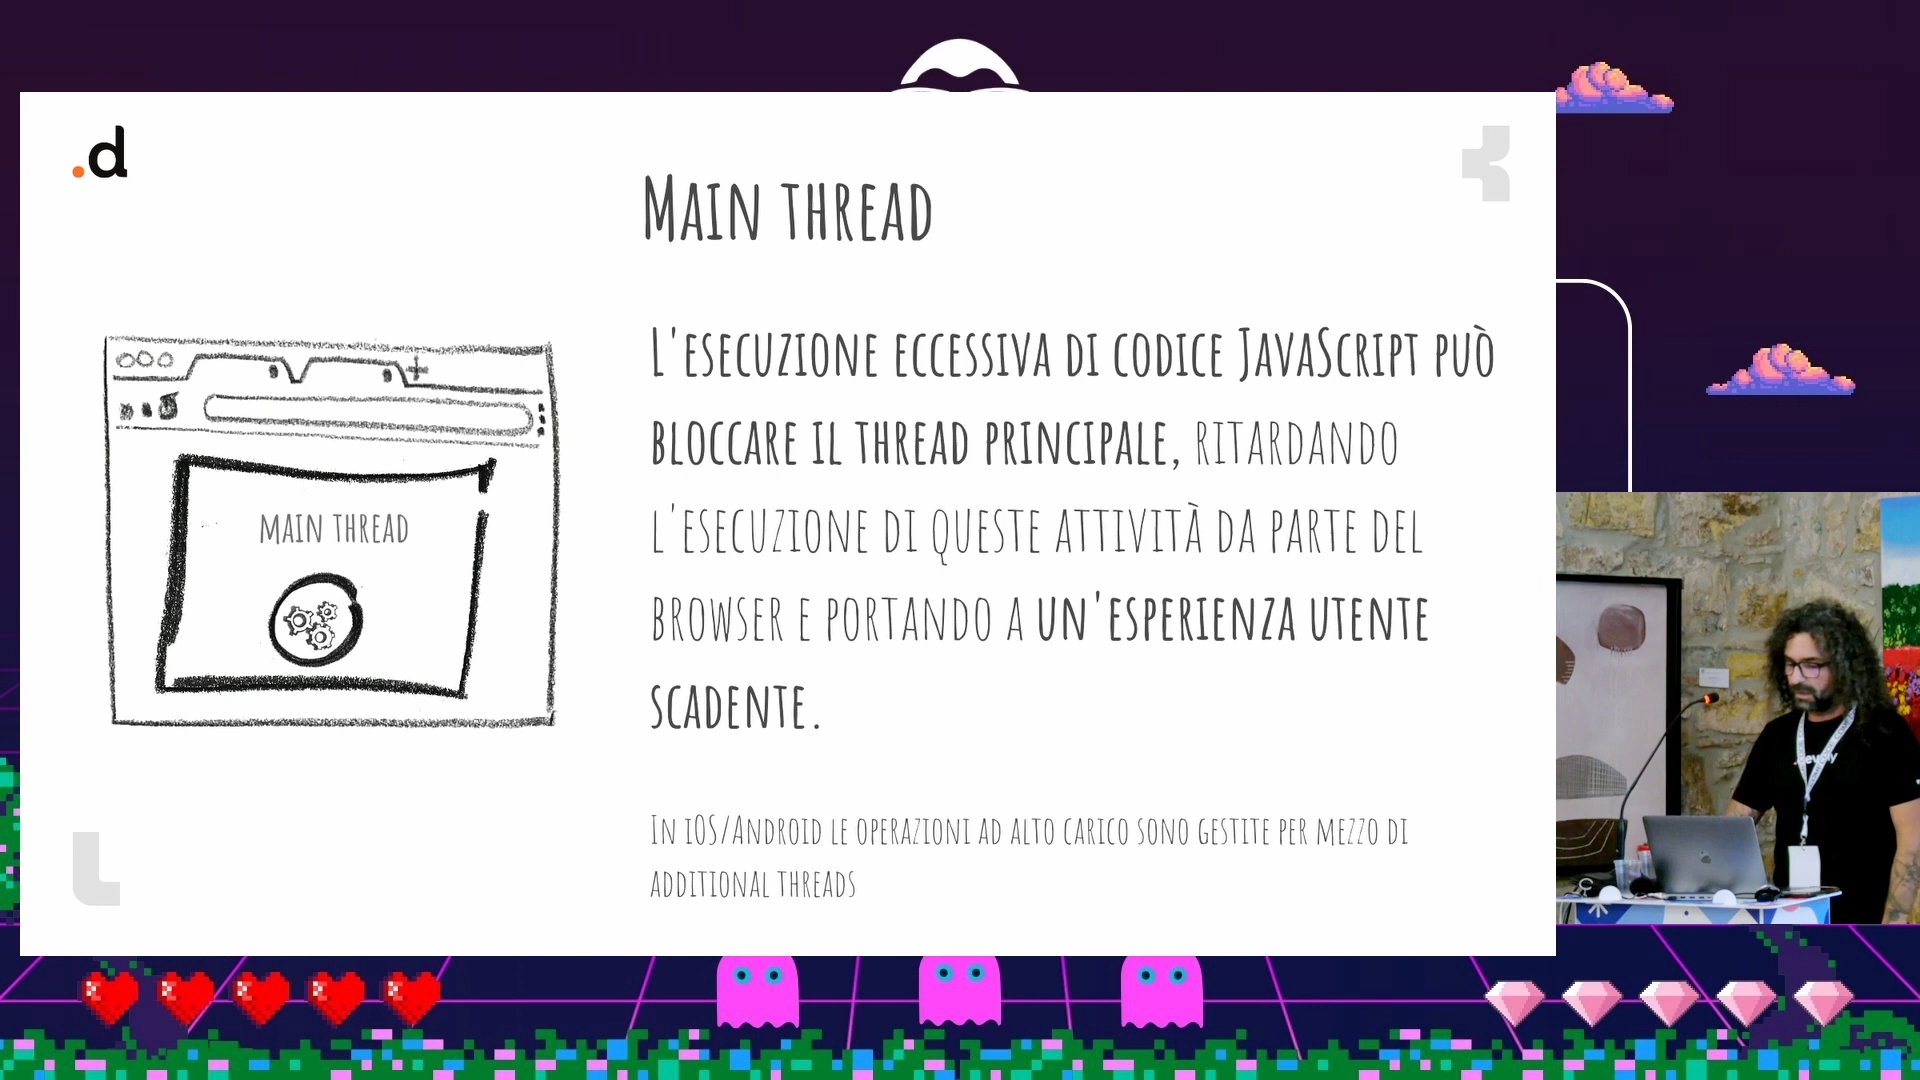 .d
Main thread
L'esecuzione eccessiva di codice JavaScript può
bloccare il thread principale, ritardando
l'esecuzione di queste attività da parte del
browser e portando a un'esperienza utente
scadente.
main thread
In iOS/Android le operazioni ad alto carico sono gestite per mezzo di
additional threads